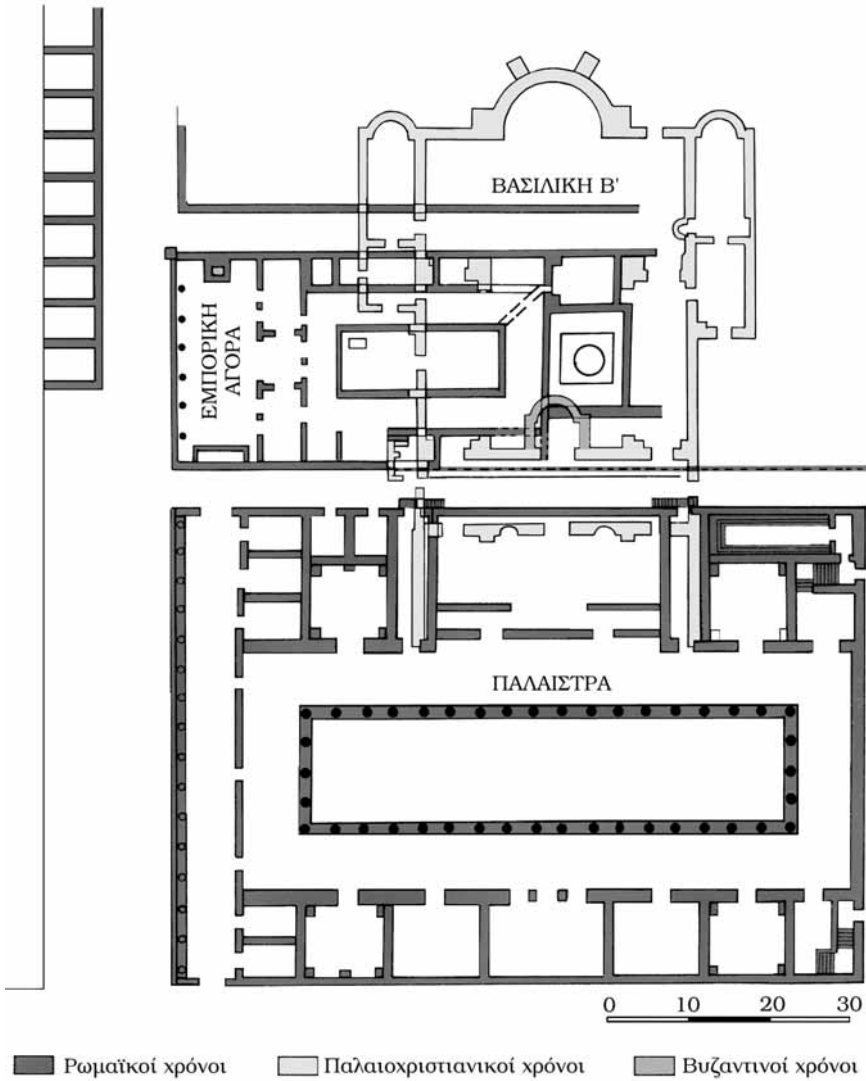 ΒΑΣΙΛΙΚΗ Β'
ΕΜΠΟΡΙΚΗ
ΑΓΟΡΑ
ΠΑΛΑΙΣΤΡΑ
0 10 20 30
Ρωμαϊκοί χρόνοι Παλαιοχριστιανικοί χρόνοι Βυζαντινοί χρόνοι